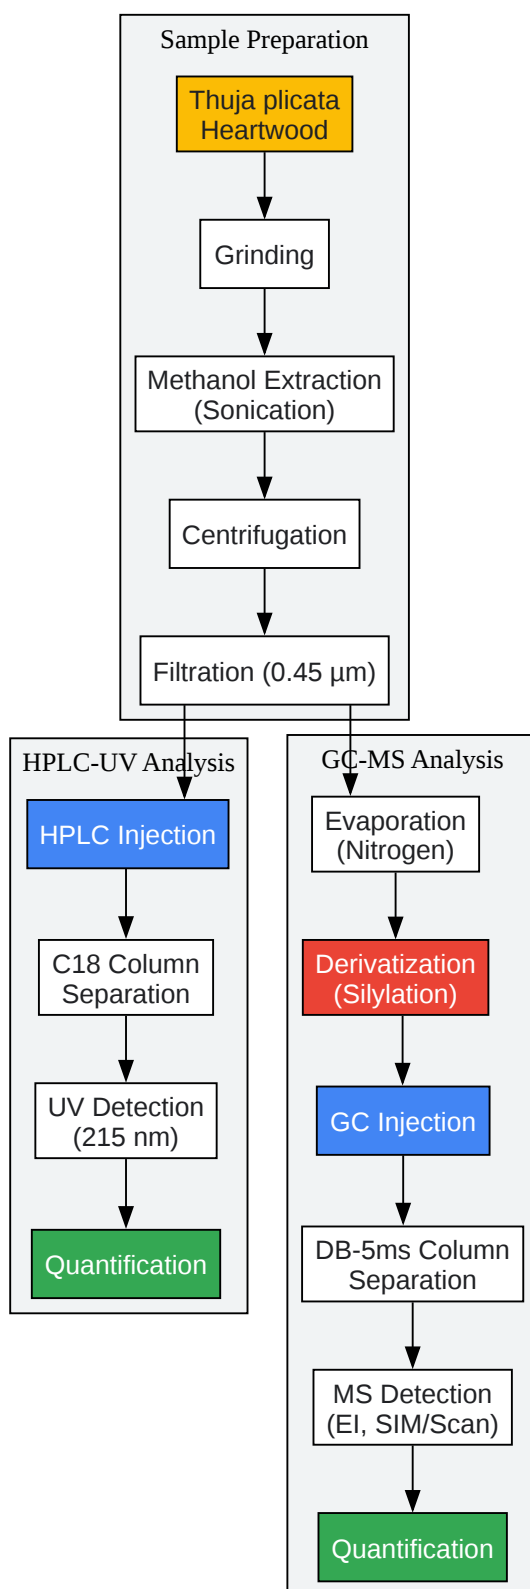 Sample Preparation
Thuja plicata
Heartwood
Grinding
Methanol Extraction
(Sonication)
Centrifugation
Filtration (0.45 µm)
HPLC-UV Analysis
HPLC Injection
C18 Column
Separation
UV Detection
(215 nm)
Quantification
GC-MS Analysis
Evaporation
(Nitrogen)
Derivatization
(Silylation)
GC Injection
DB-5ms Column
Separation
MS Detection
(EI, SIM/Scan)
Quantification